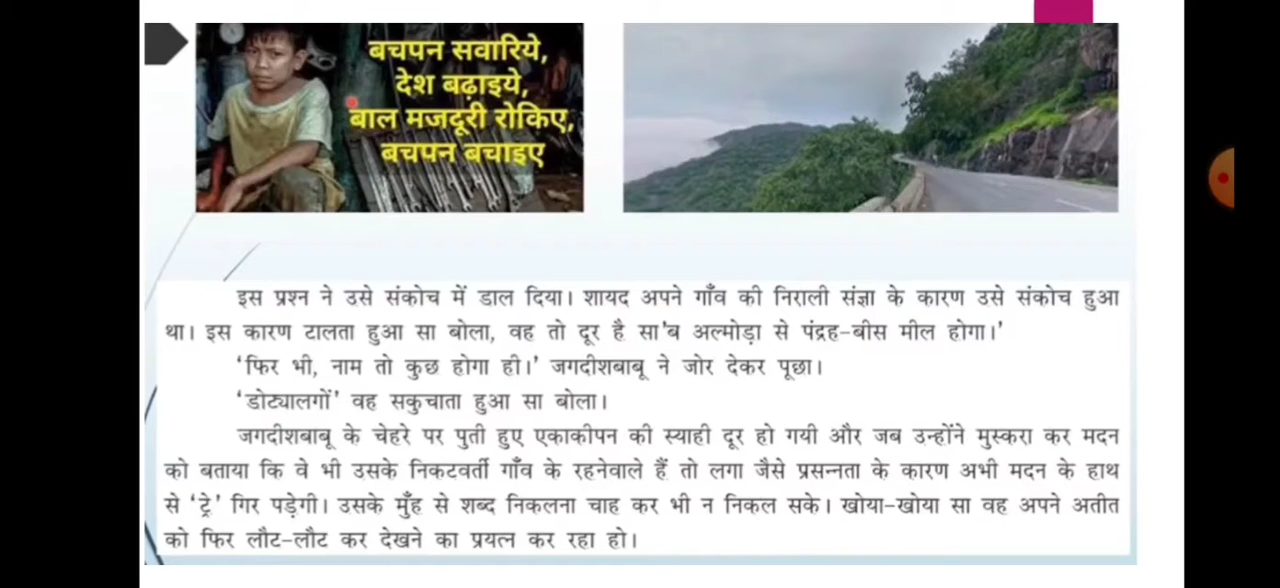 बचपन सवारिये,
देश बढ़ाइये,
बाल मजदूरी रोकिए,
बचपन बचाइए
इस प्रश्न ने उसे संकोच में डाल दिया। शायद अपने गाँव की निराली संज्ञा के कारण उसे संकोच हुआ
था। इस कारण टालता हुआ सा बोला, वह तो दूर है सा'ब अल्मोड़ा से पंद्रह-बीस मील होगा।'
'फिर भी, नाम तो कुछ होगा ही।' जगदीशबाबू ने जोर देकर पूछा।
'डोट्यालगों' वह सकुचाता हुआ सा बोला।
जगदीशबाबू के चेहरे पर पुती हुए एकाकीपन की स्याही दूर हो गयी और जब उन्होंने मुस्करा कर मदन
को बताया कि वे भी उसके निकटवर्ती गाँव के रहनेवाले हैं तो लगा जैसे प्रसन्नता के कारण अभी मदन के हाथ
से 'ट्रे' गिर पड़ेगी। उसके मुँह से शब्द निकलना चाह कर भी न निकल सके। खोया-खोया सा वह अपने अतीत
को फिर लौट-लौट कर देखने का प्रयत्न कर रहा हो।